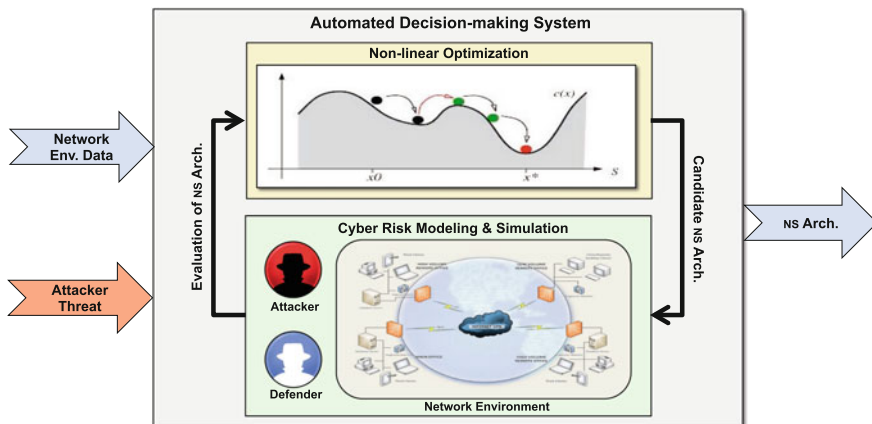 Automated Decision-making System
Non-linear Optimization
c(x)
x0
x*
S
Network
Env. Data
Attacker
Threat
Evaluation of NS Arch.
Candidate NS Arch.
NS Arch.
Cyber Risk Modeling & Simulation
Attacker
Defender
Network Environment